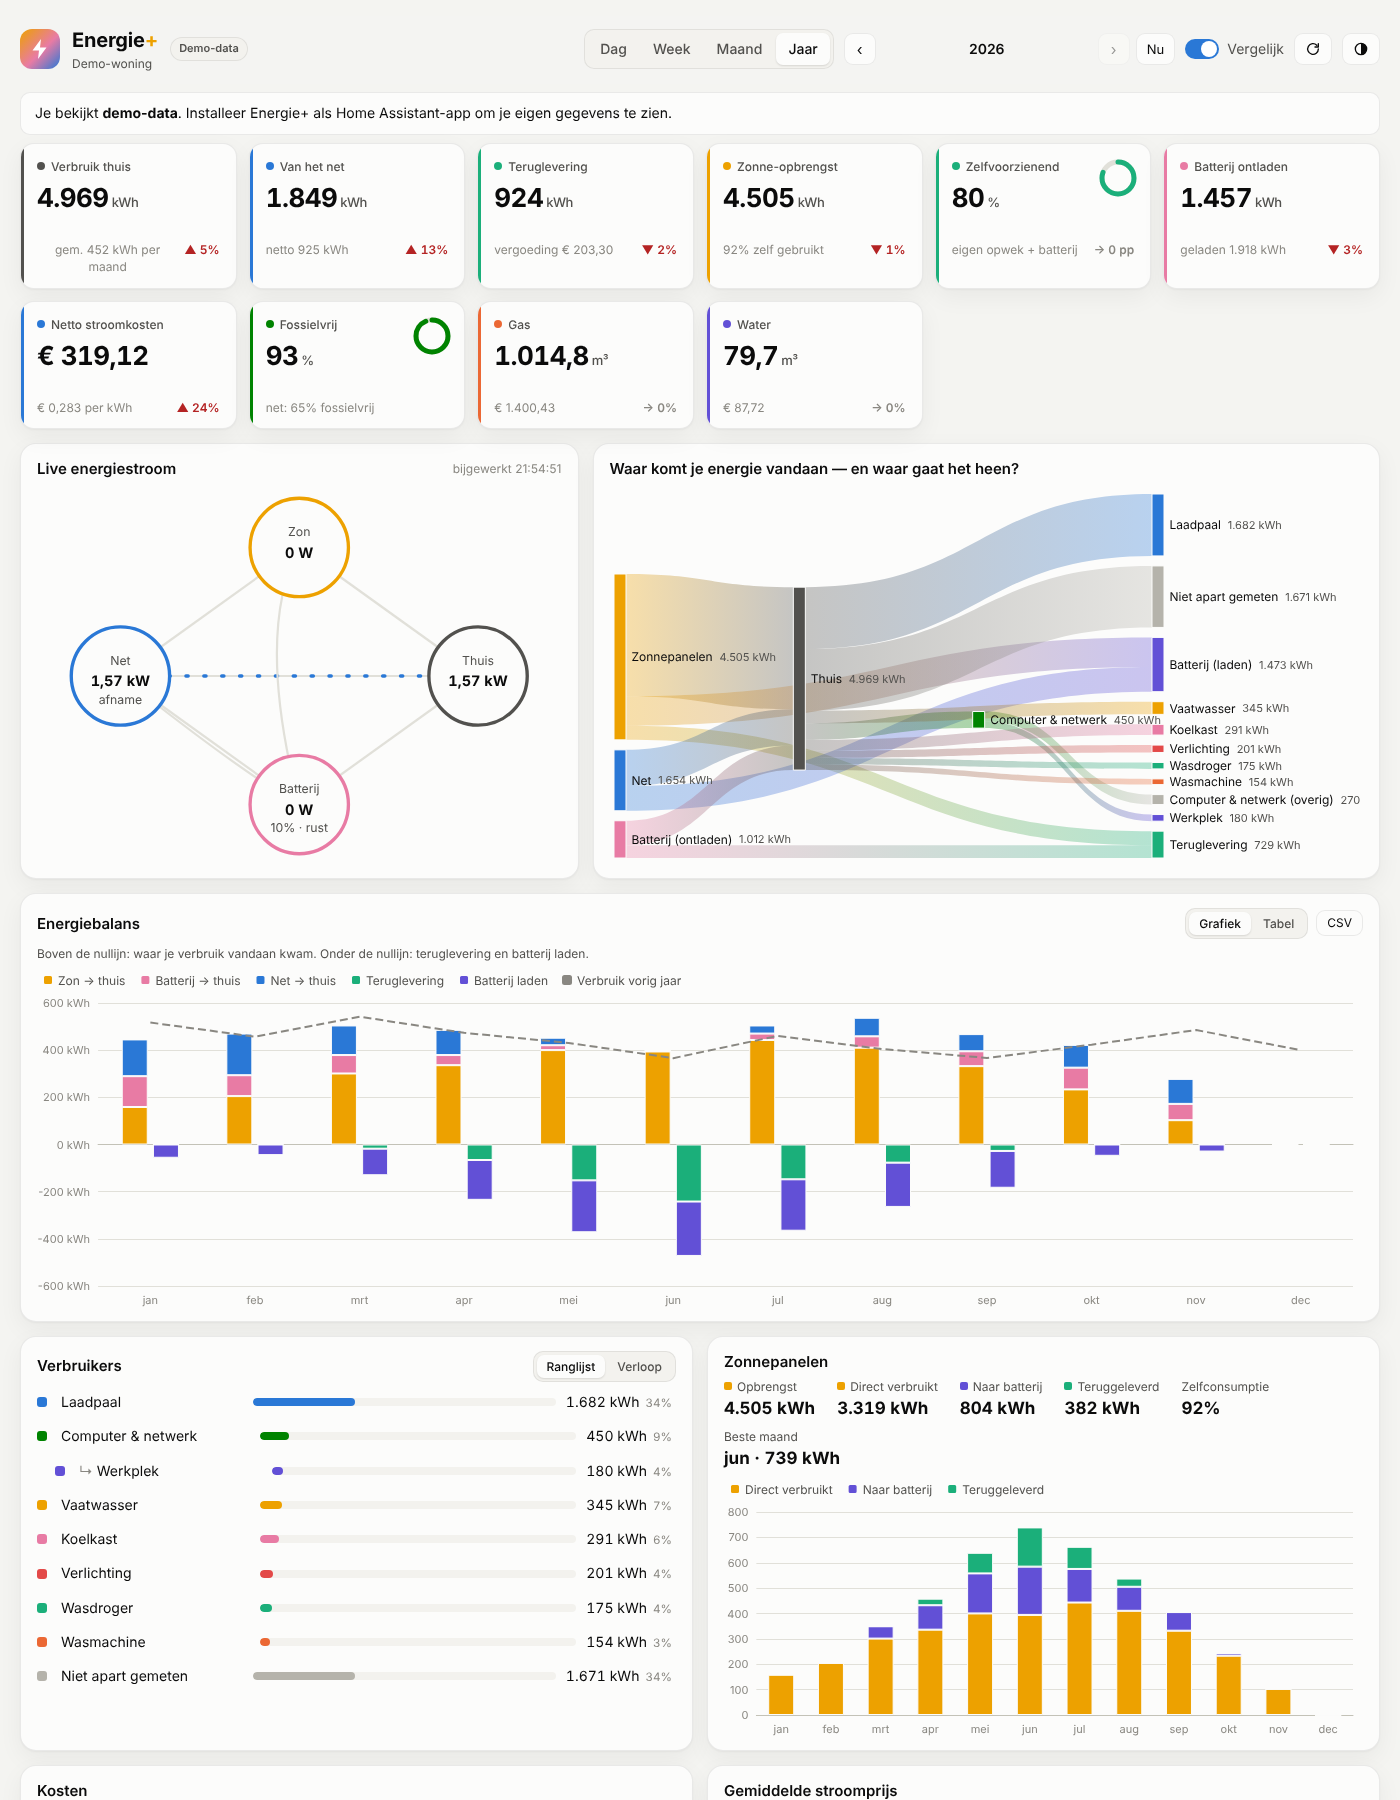 Energie+
Demo-woning
Demo-data
Dag Week Maand Jaar ‹ 2026 › Nu Vergelijk
Je bekijkt demo-data. Installeer Energie+ als Home Assistant-app om je eigen gegevens te zien.
Verbruik thuis
4.969 kWh
gem. 452 kWh per maand
▲ 5%
Van het net
1.849 kWh
netto 925 kWh ▲ 13%
Teruglevering
924 kWh
vergoeding € 203,30 ▼ 2%
Zonne-opbrengst
4.505 kWh
92% zelf gebruikt ▼ 1%
Zelfvoorzienend
80 %
eigen opwek + batterij → 0 pp
Batterij ontladen
1.457 kWh
geladen 1.918 kWh ▼ 3%
Netto stroomkosten
€ 319,12
€ 0,283 per kWh ▲ 24%
Fossielvrij
93 %
net: 65% fossielvrij
Gas
1.014,8 m³
€ 1.400,43 → 0%
Water
79,7 m³
€ 87,72 → 0%
Live energiestroom
bijgewerkt 21:54:51
Zon
0 W
Net
1,57 kW
afname
Thuis
1,57 kW
Batterij
0 W
10% · rust
Waar komt je energie vandaan — en waar gaat het heen?
Zonnepanelen 4.505 kWh
Net 1.654 kWh
Batterij (ontladen) 1.012 kWh
Thuis 4.969 kWh
Computer & netwerk 450 kWh
Laadpaal 1.682 kWh
Niet apart gemeten 1.671 kWh
Batterij (laden) 1.473 kWh
Vaatwasser 345 kWh
Koelkast 291 kWh
Verlichting 201 kWh
Wasdroger 175 kWh
Wasmachine 154 kWh
Computer & netwerk (overig) 270
Werkplek 180 kWh
Teruglevering 729 kWh
Energiebalans
Grafiek Tabel CSV
Boven de nullijn: waar je verbruik vandaan kwam. Onder de nullijn: teruglevering en batterij laden.
Zon → thuis Batterij → thuis Net → thuis Teruglevering Batterij laden Verbruik vorig jaar
600 kWh
400 kWh
200 kWh
0 kWh
-200 kWh
-400 kWh
-600 kWh
jan feb mrt apr mei jun jul aug sep okt nov dec
Verbruikers
Ranglijst Verloop
Laadpaal 1.682 kWh 34%
Computer & netwerk 450 kWh 9%
↳ Werkplek 180 kWh 4%
Vaatwasser 345 kWh 7%
Koelkast 291 kWh 6%
Verlichting 201 kWh 4%
Wasdroger 175 kWh 4%
Wasmachine 154 kWh 3%
Niet apart gemeten 1.671 kWh 34%
Zonnepanelen
Opbrengst
4.505 kWh
Direct verbruikt
3.319 kWh
Naar batterij
804 kWh
Teruggeleverd
382 kWh
Zelfconsumptie
92%
Beste maand
jun · 739 kWh
Direct verbruikt Naar batterij Teruggeleverd
800
700
600
500
400
300
200
100
0
jan feb mrt apr mei jun jul aug sep okt nov dec
Kosten
Gemiddelde stroomprijs